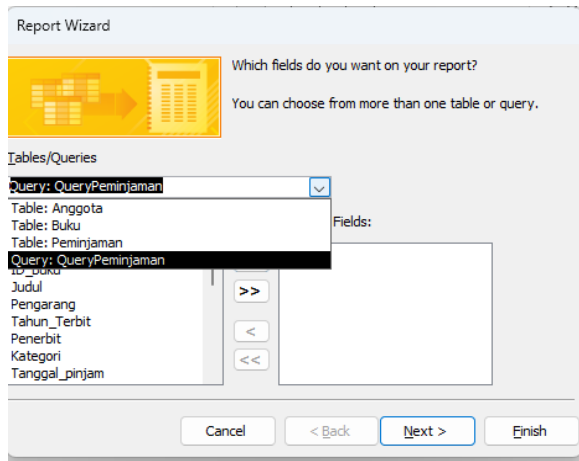 Report Wizard
Which fields do you want on your report?
You can choose from more than one table or query.
Tables/Queries
Query: QueryPeminjaman
Table: Anggota
Table: Buku
Table: Peminjaman
Query: QueryPeminjaman
Fields:
ID_Buku
Judul
>>
Pengarang
Tahun_Terbit
<
Penerbit
Kategori
<<
Tanggal_pinjam
Cancel
< Back
Next >
Finish